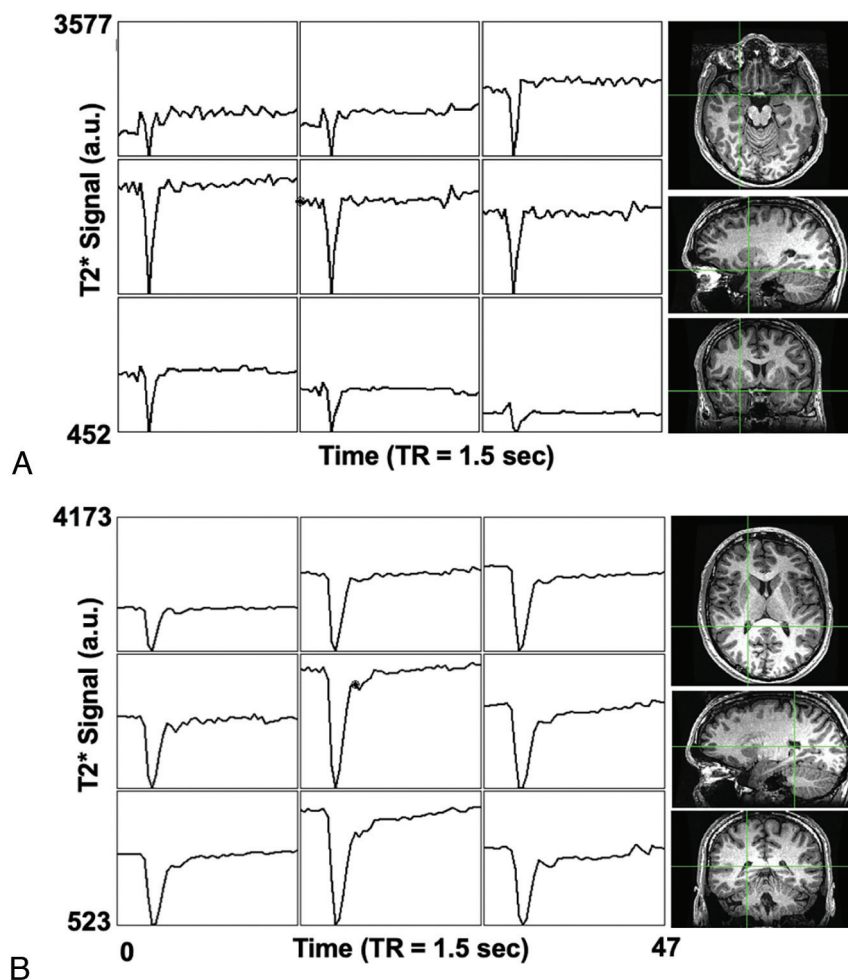 3577
T2* Signal (a.u.)
452
Time (TR = 1.5 sec)
A
4173
T2* Signal (a.u.)
523
0
Time (TR = 1.5 sec)
47
B